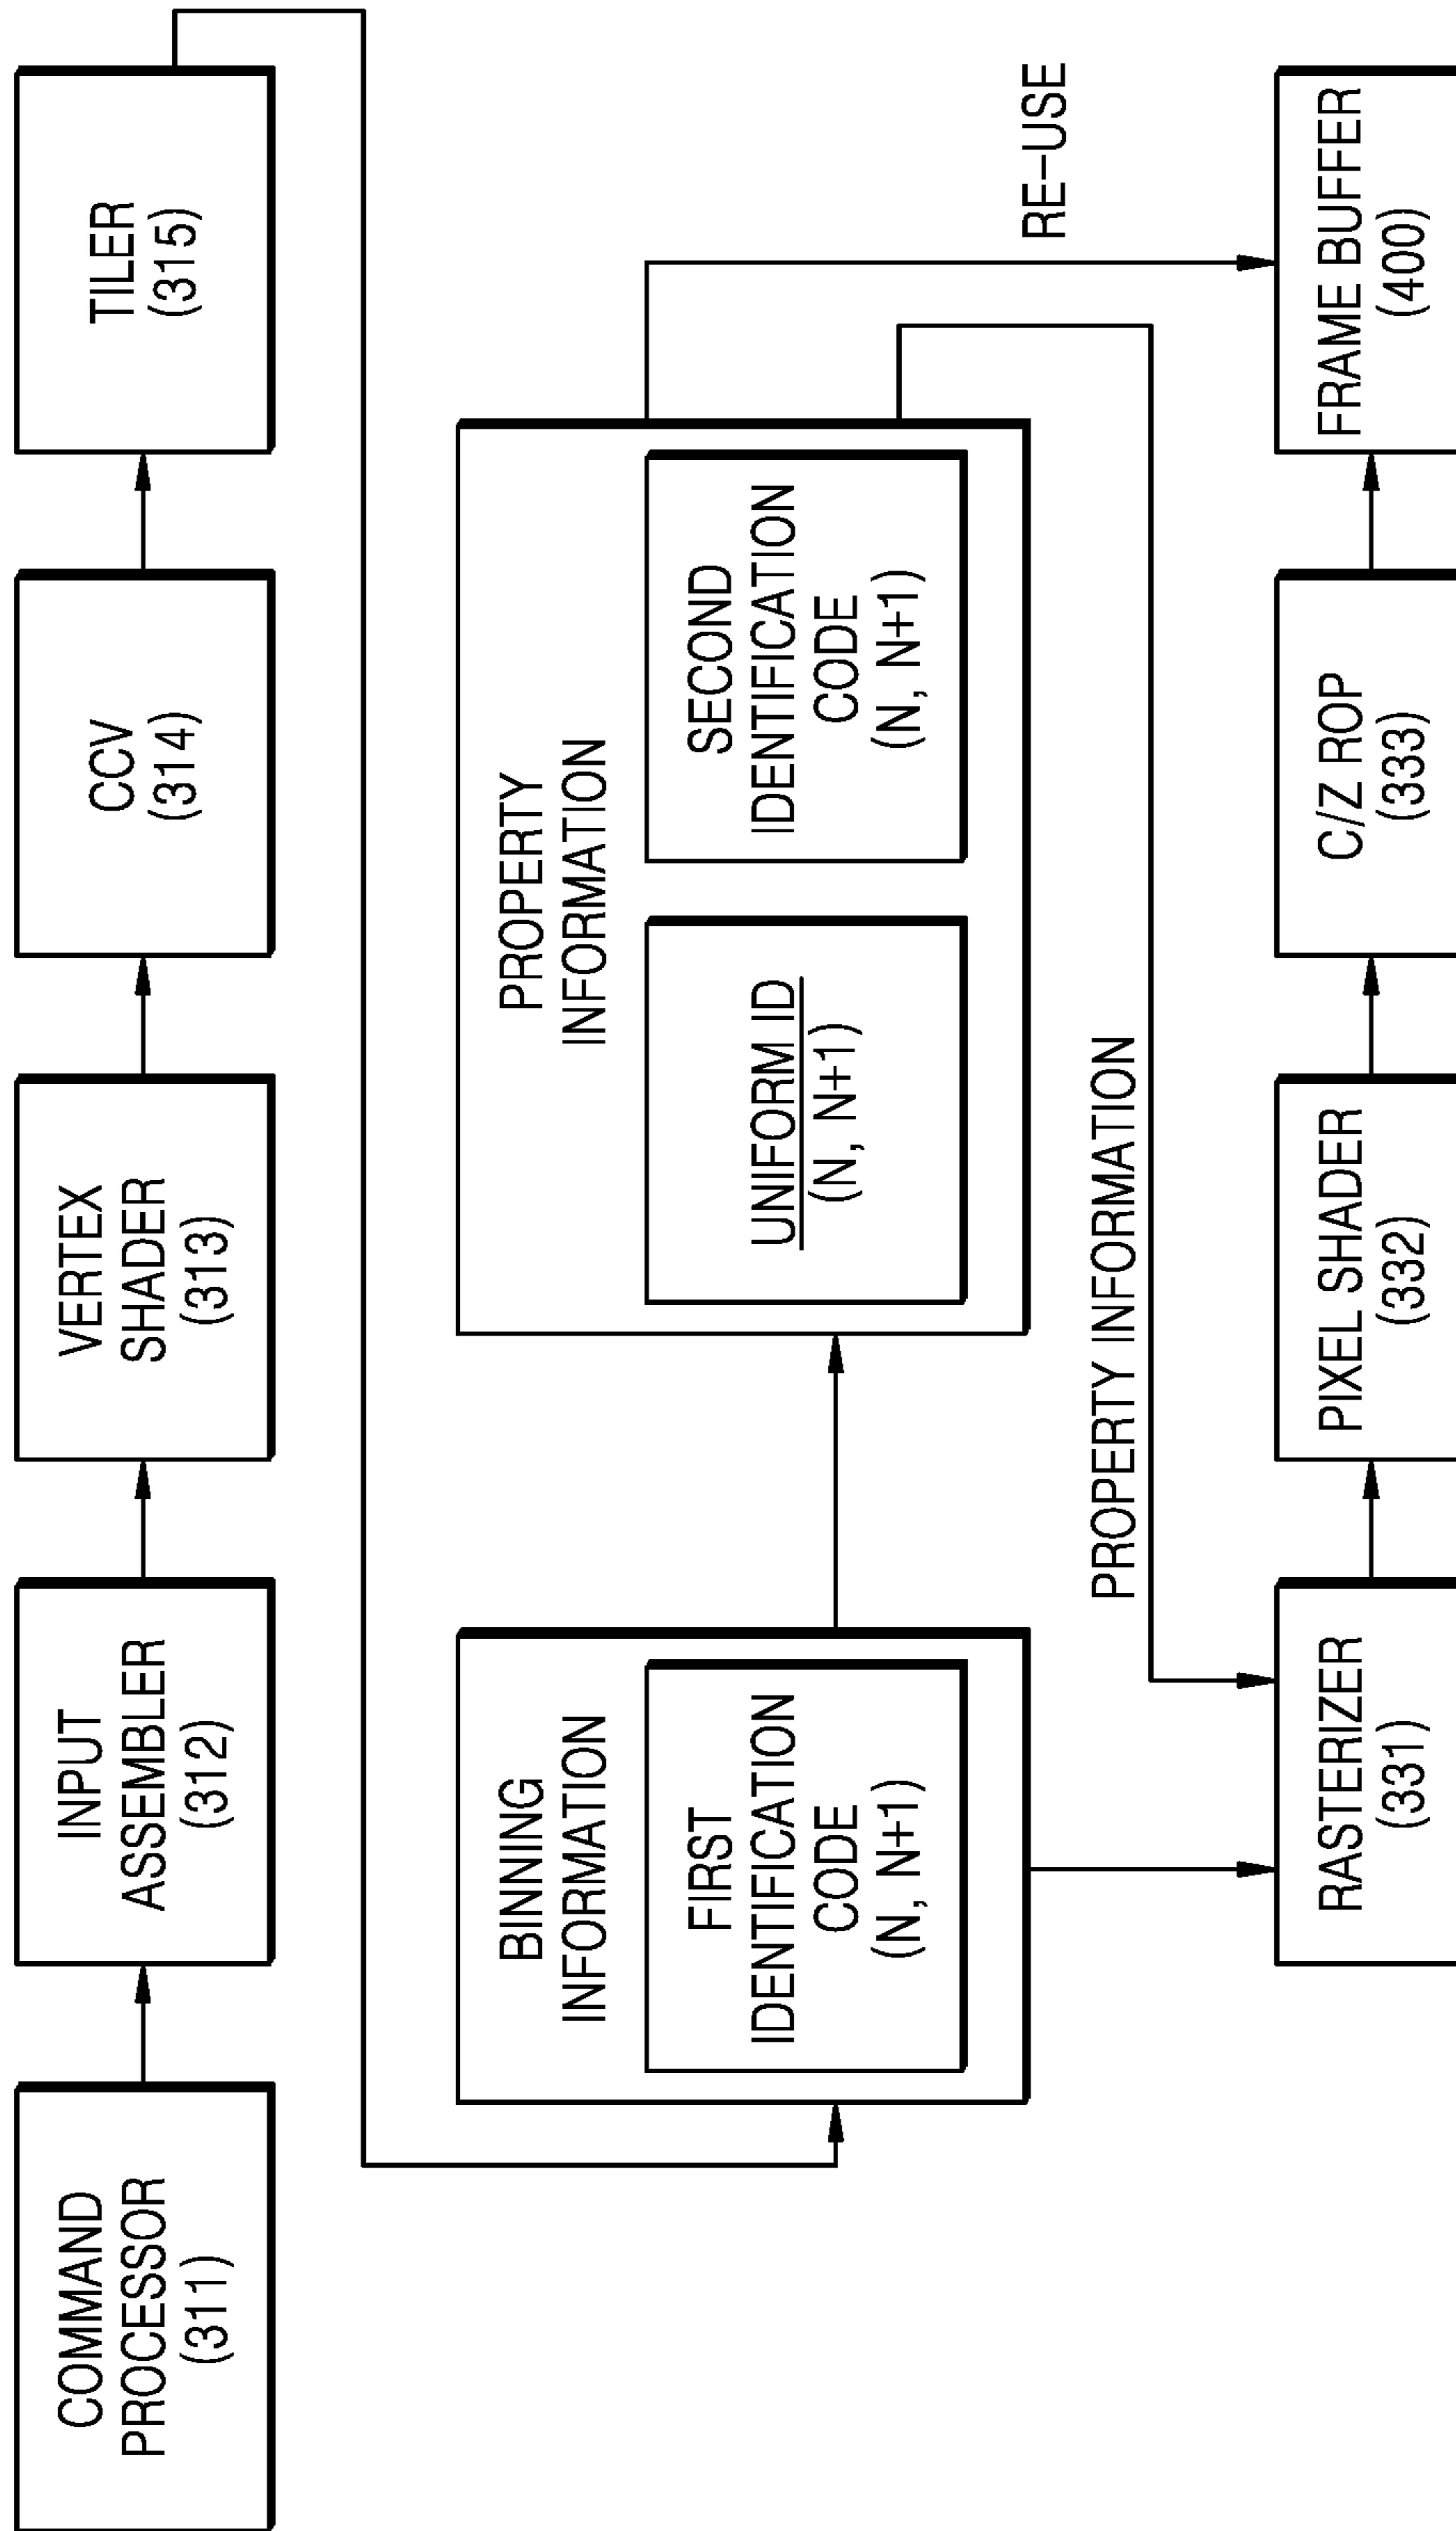 COMMAND
PROCESSOR
(311)
INPUT
ASSEMBLER
(312)
VERTEX
SHADER
(313)
CCV
(314)
TILER
(315)
BINNING
INFORMATION
FIRST
IDENTIFICATION
CODE
(N, N+1)
PROPERTY
INFORMATION
UNIFORM ID
(N, N+1)
SECOND
IDENTIFICATION
CODE
(N, N+1)
PROPERTY INFORMATION
RE-USE
RASTERIZER
(331)
PIXEL SHADER
(332)
C/Z ROP
(333)
FRAME BUFFER
(400)